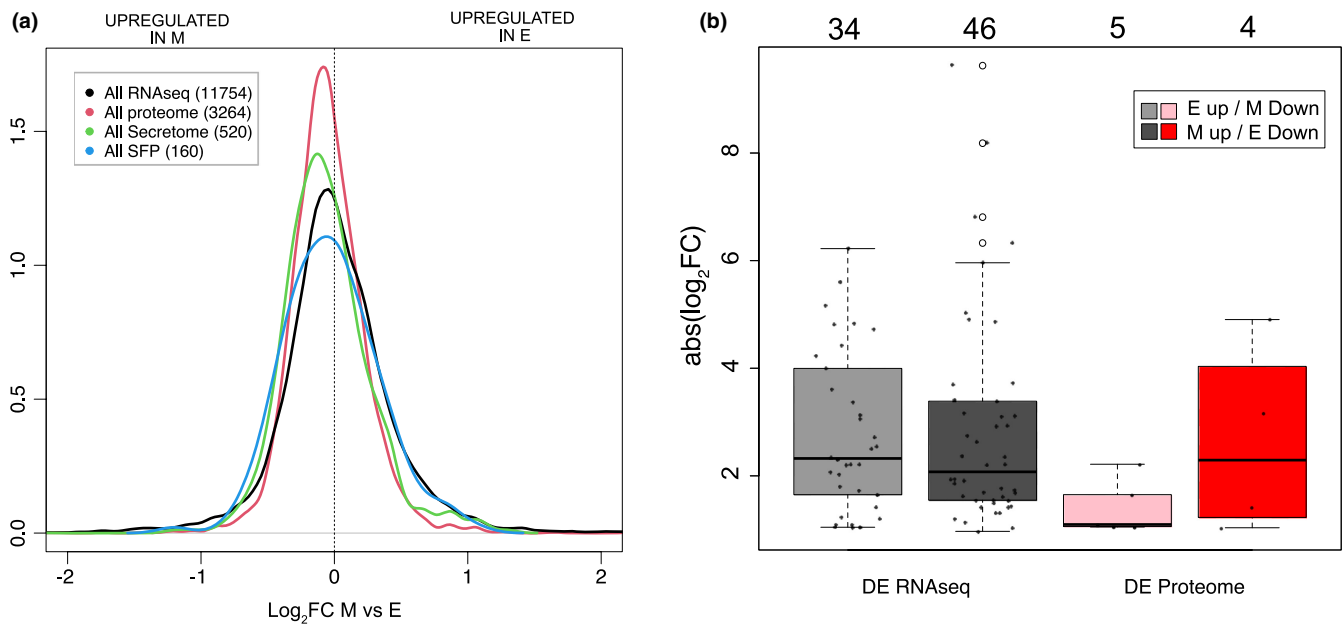 (a)
UPREGULATED
IN M
UPREGULATED
IN E
All RNAseq (11754)
All proteome (3264)
All Secretome (520)
All SFP (160)
1.5
1.0
0.5
0.0
-2
-1
0
1
2
Log₂FC M vs E
(b)
34
46
5
4
E up / M Down
M up / E Down
abs(log₂FC)
8
6
4
2
DE RNAseq
DE Proteome